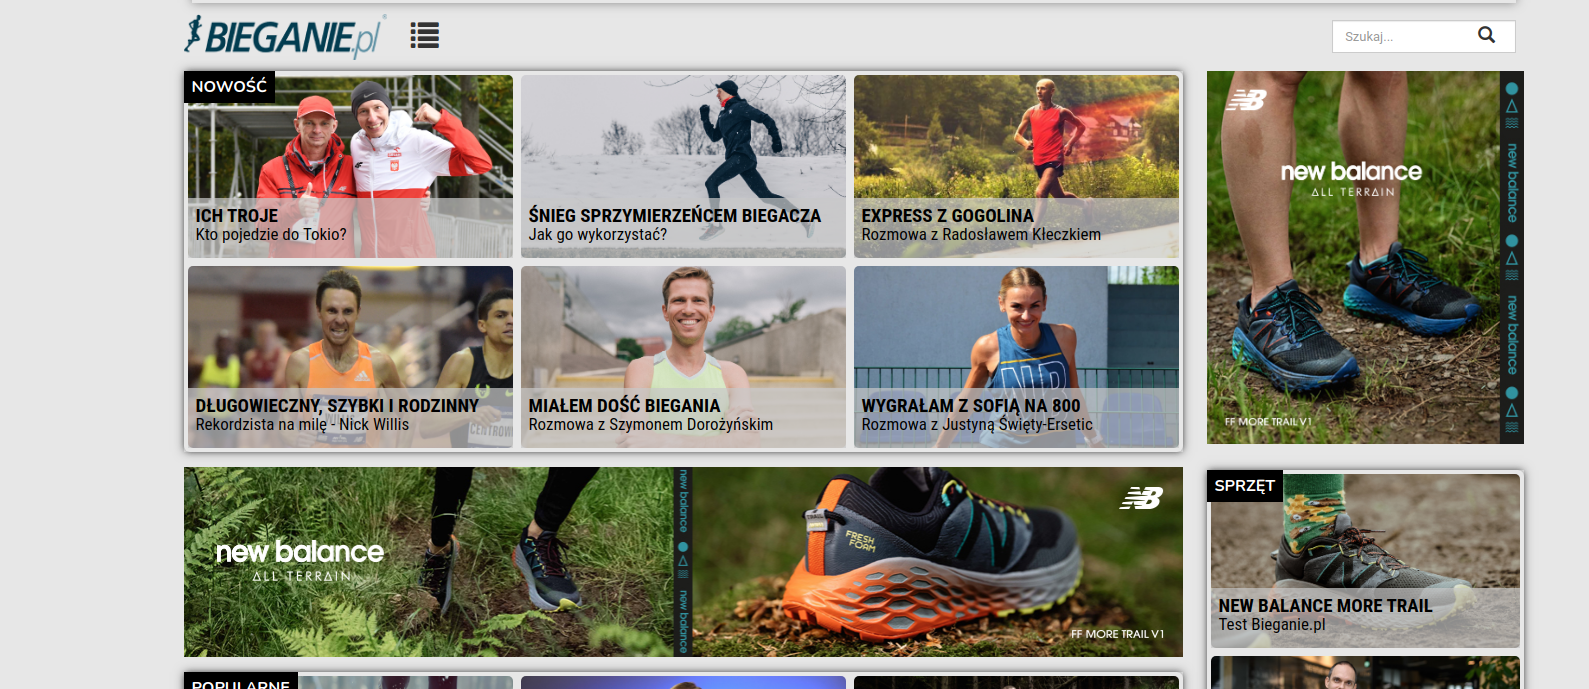 BIEGANIE.pl
Szukaj...
NOWOŚĆ
ICH TROJE
Kto pojedzie do Tokio?
ŚNIEG SPRZYMIERZEŃCEM BIEGACZA
Jak go wykorzystać?
EXPRESS Z GOGOLINA
Rozmowa z Radosławem Kłeczkiem
DŁUGOWIECZNY, SZYBKI I RODZINNY
Rekordzista na milę - Nick Willis
MIAŁEM DOŚĆ BIEGANIA
Rozmowa z Szymonem Dorożyńskim
WYGRAŁAM Z SOFIĄ NA 800
Rozmowa z Justyną Święty-Ersetic
NB
new balance
ALL TERRAIN
FF MORE TRAIL V1
new balance
new balance
new balance
ALL TERRAIN
new balance
new balance
FRESH
FOAM
NB
FF MORE TRAIL V1
SPRZĘT
NEW BALANCE MORE TRAIL
Test Bieganie.pl
POPULARNE